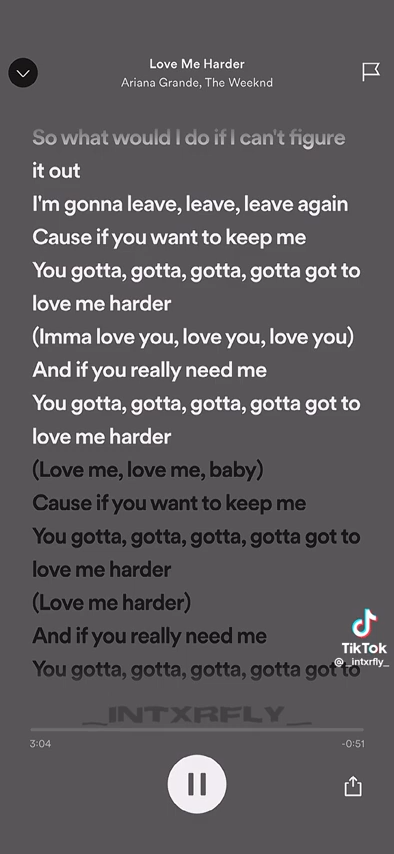 Love Me Harder
Ariana Grande, The Weeknd
So what would I do if I can't figure
it out
I'm gonna leave, leave, leave again
Cause if you want to keep me
You gotta, gotta, gotta, gotta got to
love me harder
(Imma love you, love you, love you)
And if you really need me
You gotta, gotta, gotta, gotta got to
love me harder
(Love me, love me, baby)
Cause if you want to keep me
You gotta, gotta, gotta, gotta got to
love me harder
(Love me harder)
And if you really need me
You gotta, gotta, gotta, gotta got to
TikTok
@_intxrfly_
_INTXRFLY_
3:04
-0:51